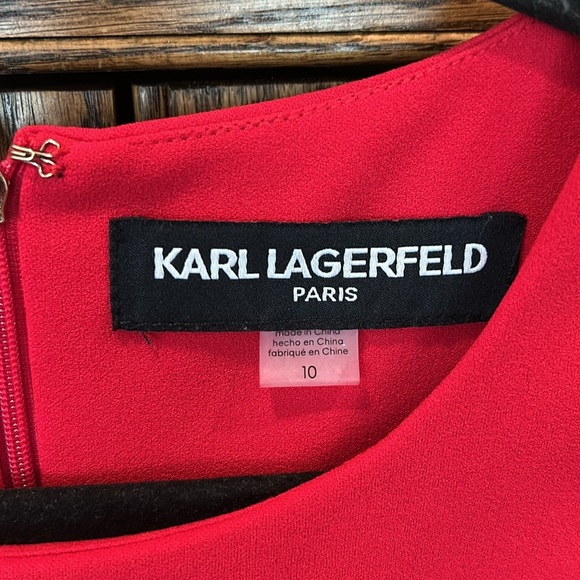 KARL LAGERFELD
PARIS
made in China
hecho en China
fabriqué en Chine
10